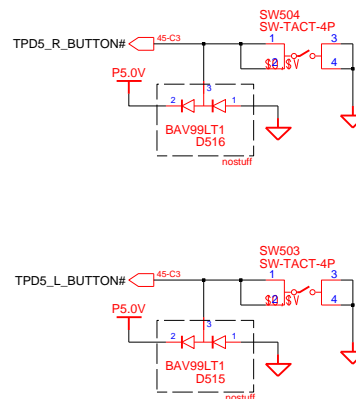 SW504
SW-TACT-4P
TPD5_R_BUTTON# 45-C3 1 3
2 4
P5.0V
3
2 1
BAV99LT1
D516
nostuff
SW503
SW-TACT-4P
TPD5_L_BUTTON# 45-C3 1 3
2 4
P5.0V
3
2 1
BAV99LT1
D515
nostuff